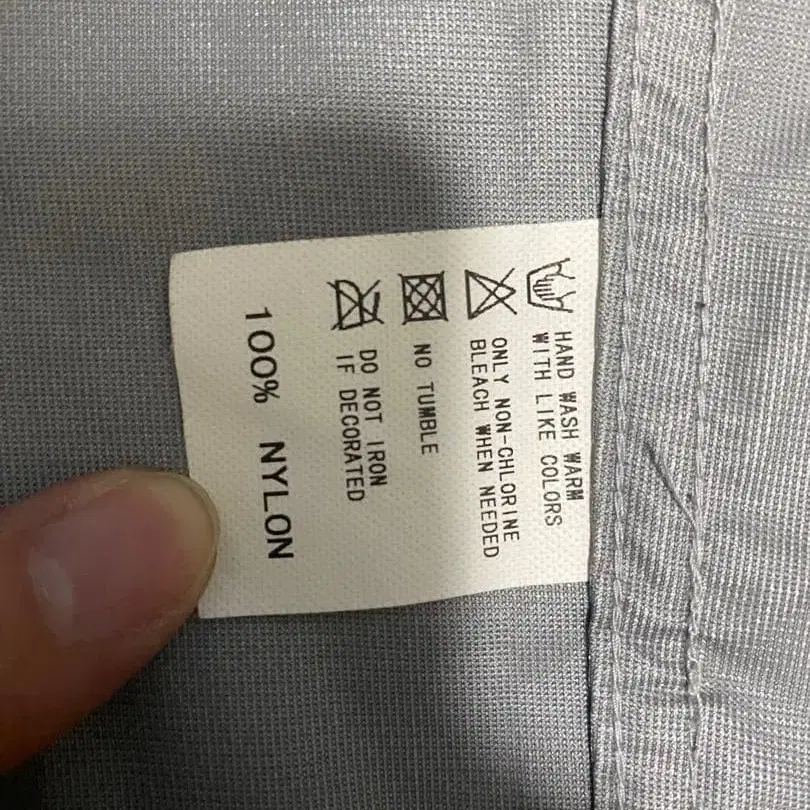 HAND WASH WARM
WITH LIKE COLORS
ONLY NON-CHLORINE
BLEACH WHEN NEEDED
NO TUMBLE
DO NOT IRON
IF DECORATED
100% NYLON